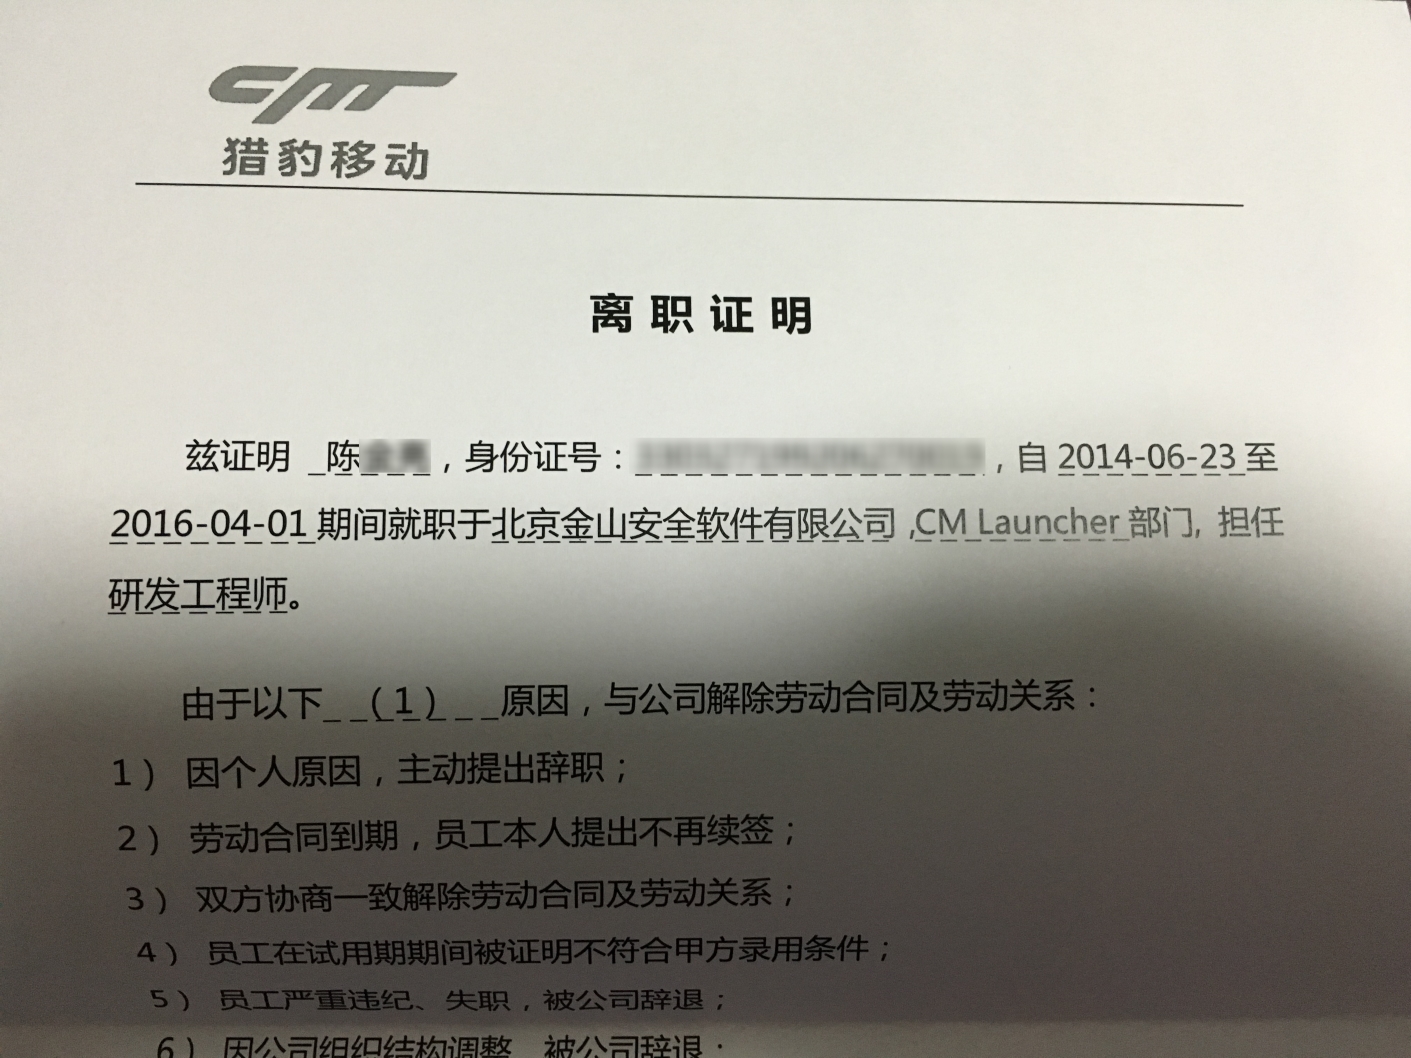 CM
猎豹移动
离职证明
兹证明 _陈，身份证号：，自 2014-06-23 至
2016-04-01 期间就职于北京金山安全软件有限公司 ,CM Launcher 部门, 担任
研发工程师。
由于以下_ _（1）_ _ _原因，与公司解除劳动合同及劳动关系：
1） 因个人原因，主动提出辞职；
2） 劳动合同到期，员工本人提出不再续签；
3） 双方协商一致解除劳动合同及劳动关系；
4） 员工在试用期期间被证明不符合甲方录用条件；
5） 员工严重违纪、失职，被公司辞退；
6） 因公司组织结构调整，被公司辞退；